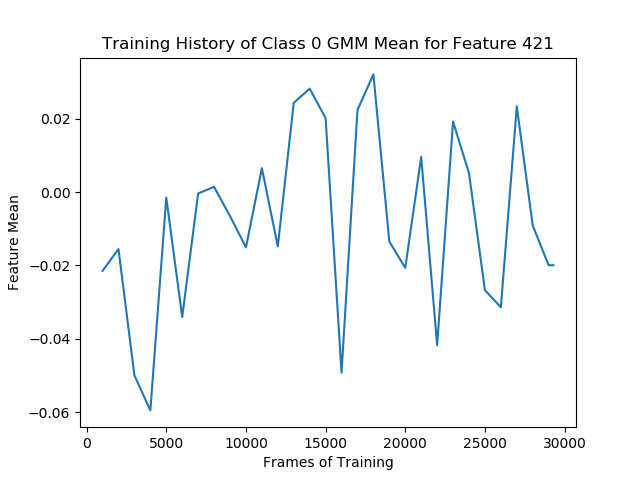 Training History of Class 0 GMM Mean for Feature 421
0.02
0.00
−0.02
−0.04
−0.06
Feature Mean
0 5000 10000 15000 20000 25000 30000
Frames of Training